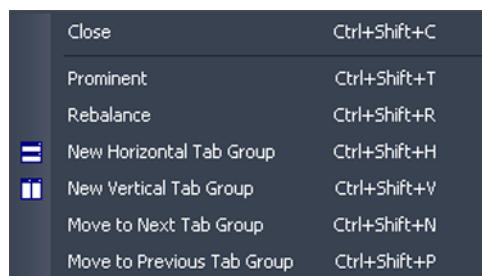 Close Ctrl+Shift+C
Prominent Ctrl+Shift+T
Rebalance Ctrl+Shift+R
New Horizontal Tab Group Ctrl+Shift+H
New Vertical Tab Group Ctrl+Shift+V
Move to Next Tab Group Ctrl+Shift+N
Move to Previous Tab Group Ctrl+Shift+P